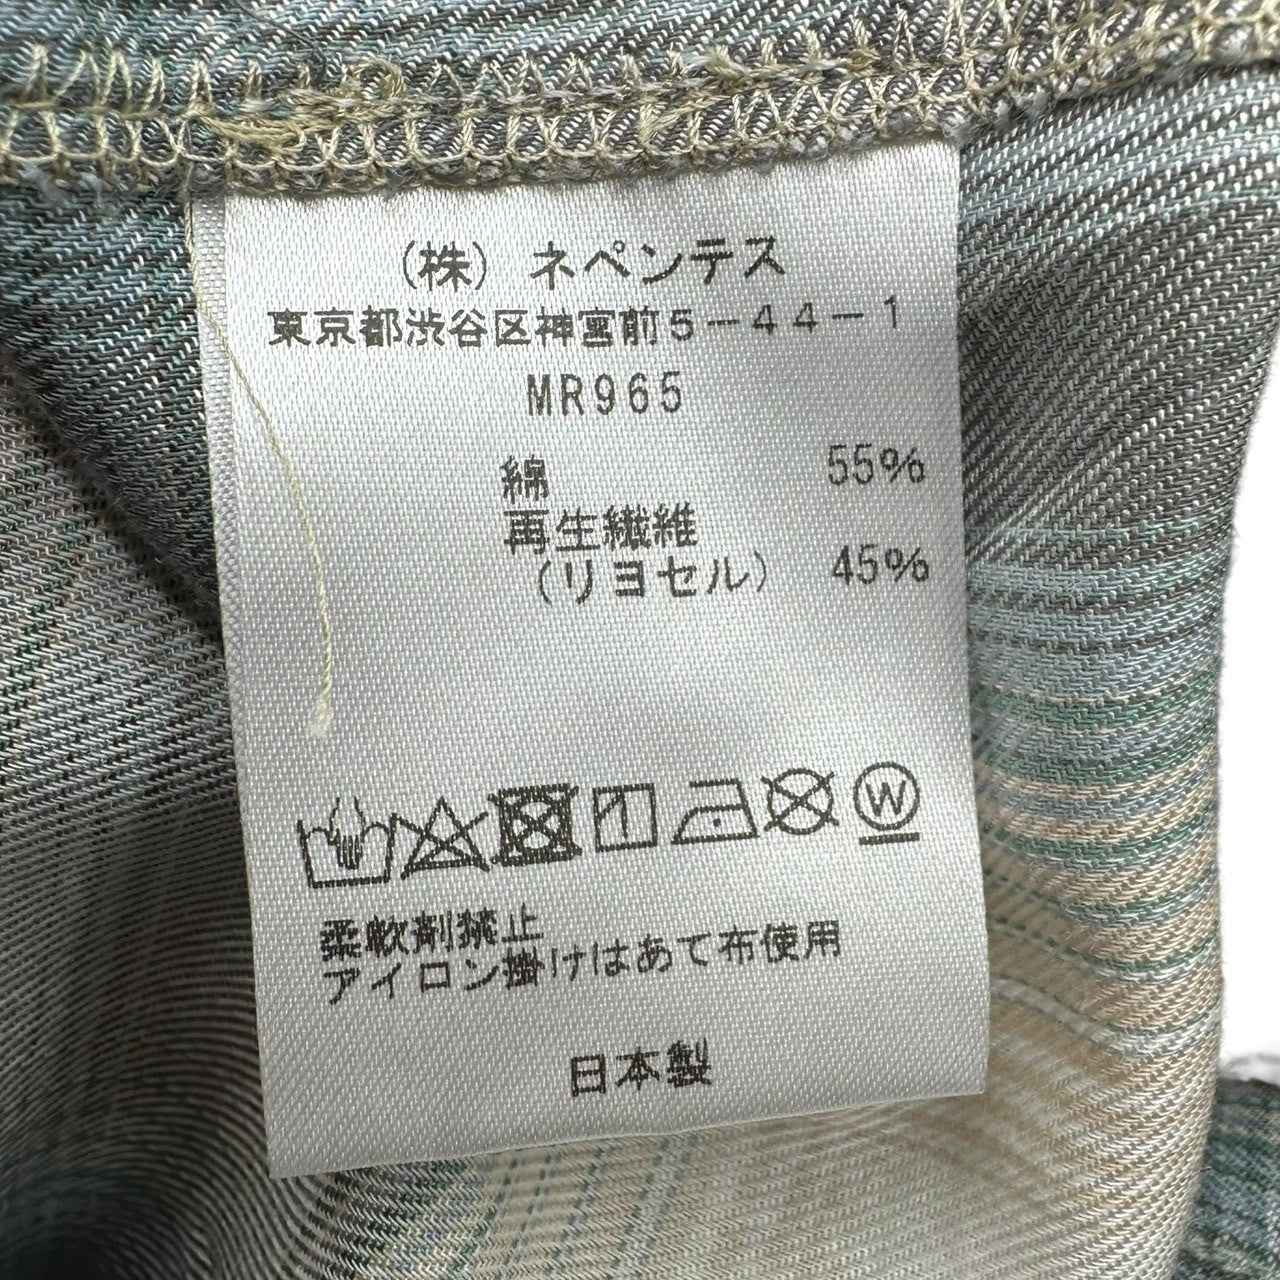 (株) ネペンテス
東京都渋谷区神宮前5-44-1
MR965
綿 55%
再生繊維
(リヨセル) 45%
W
柔軟剤禁止
アイロン掛けはあて布使用
日本製